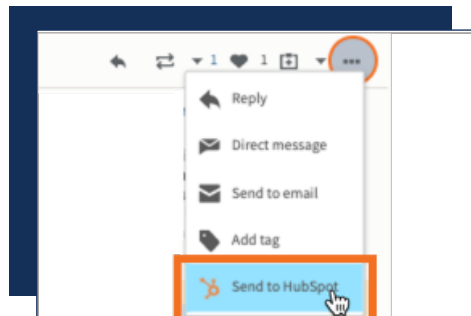 1 1
Reply
Direct message
Send to email
Add tag
Send to HubSpot